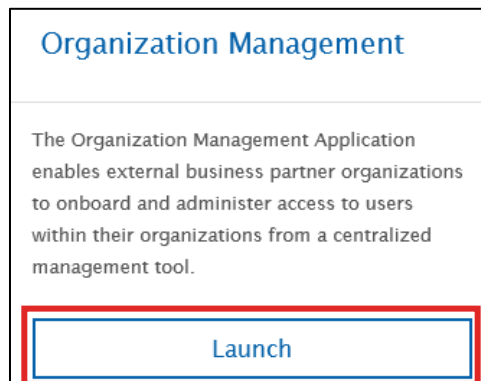 Organization Management
The Organization Management Application
enables external business partner organizations
to onboard and administer access to users
within their organizations from a centralized
management tool.
Launch